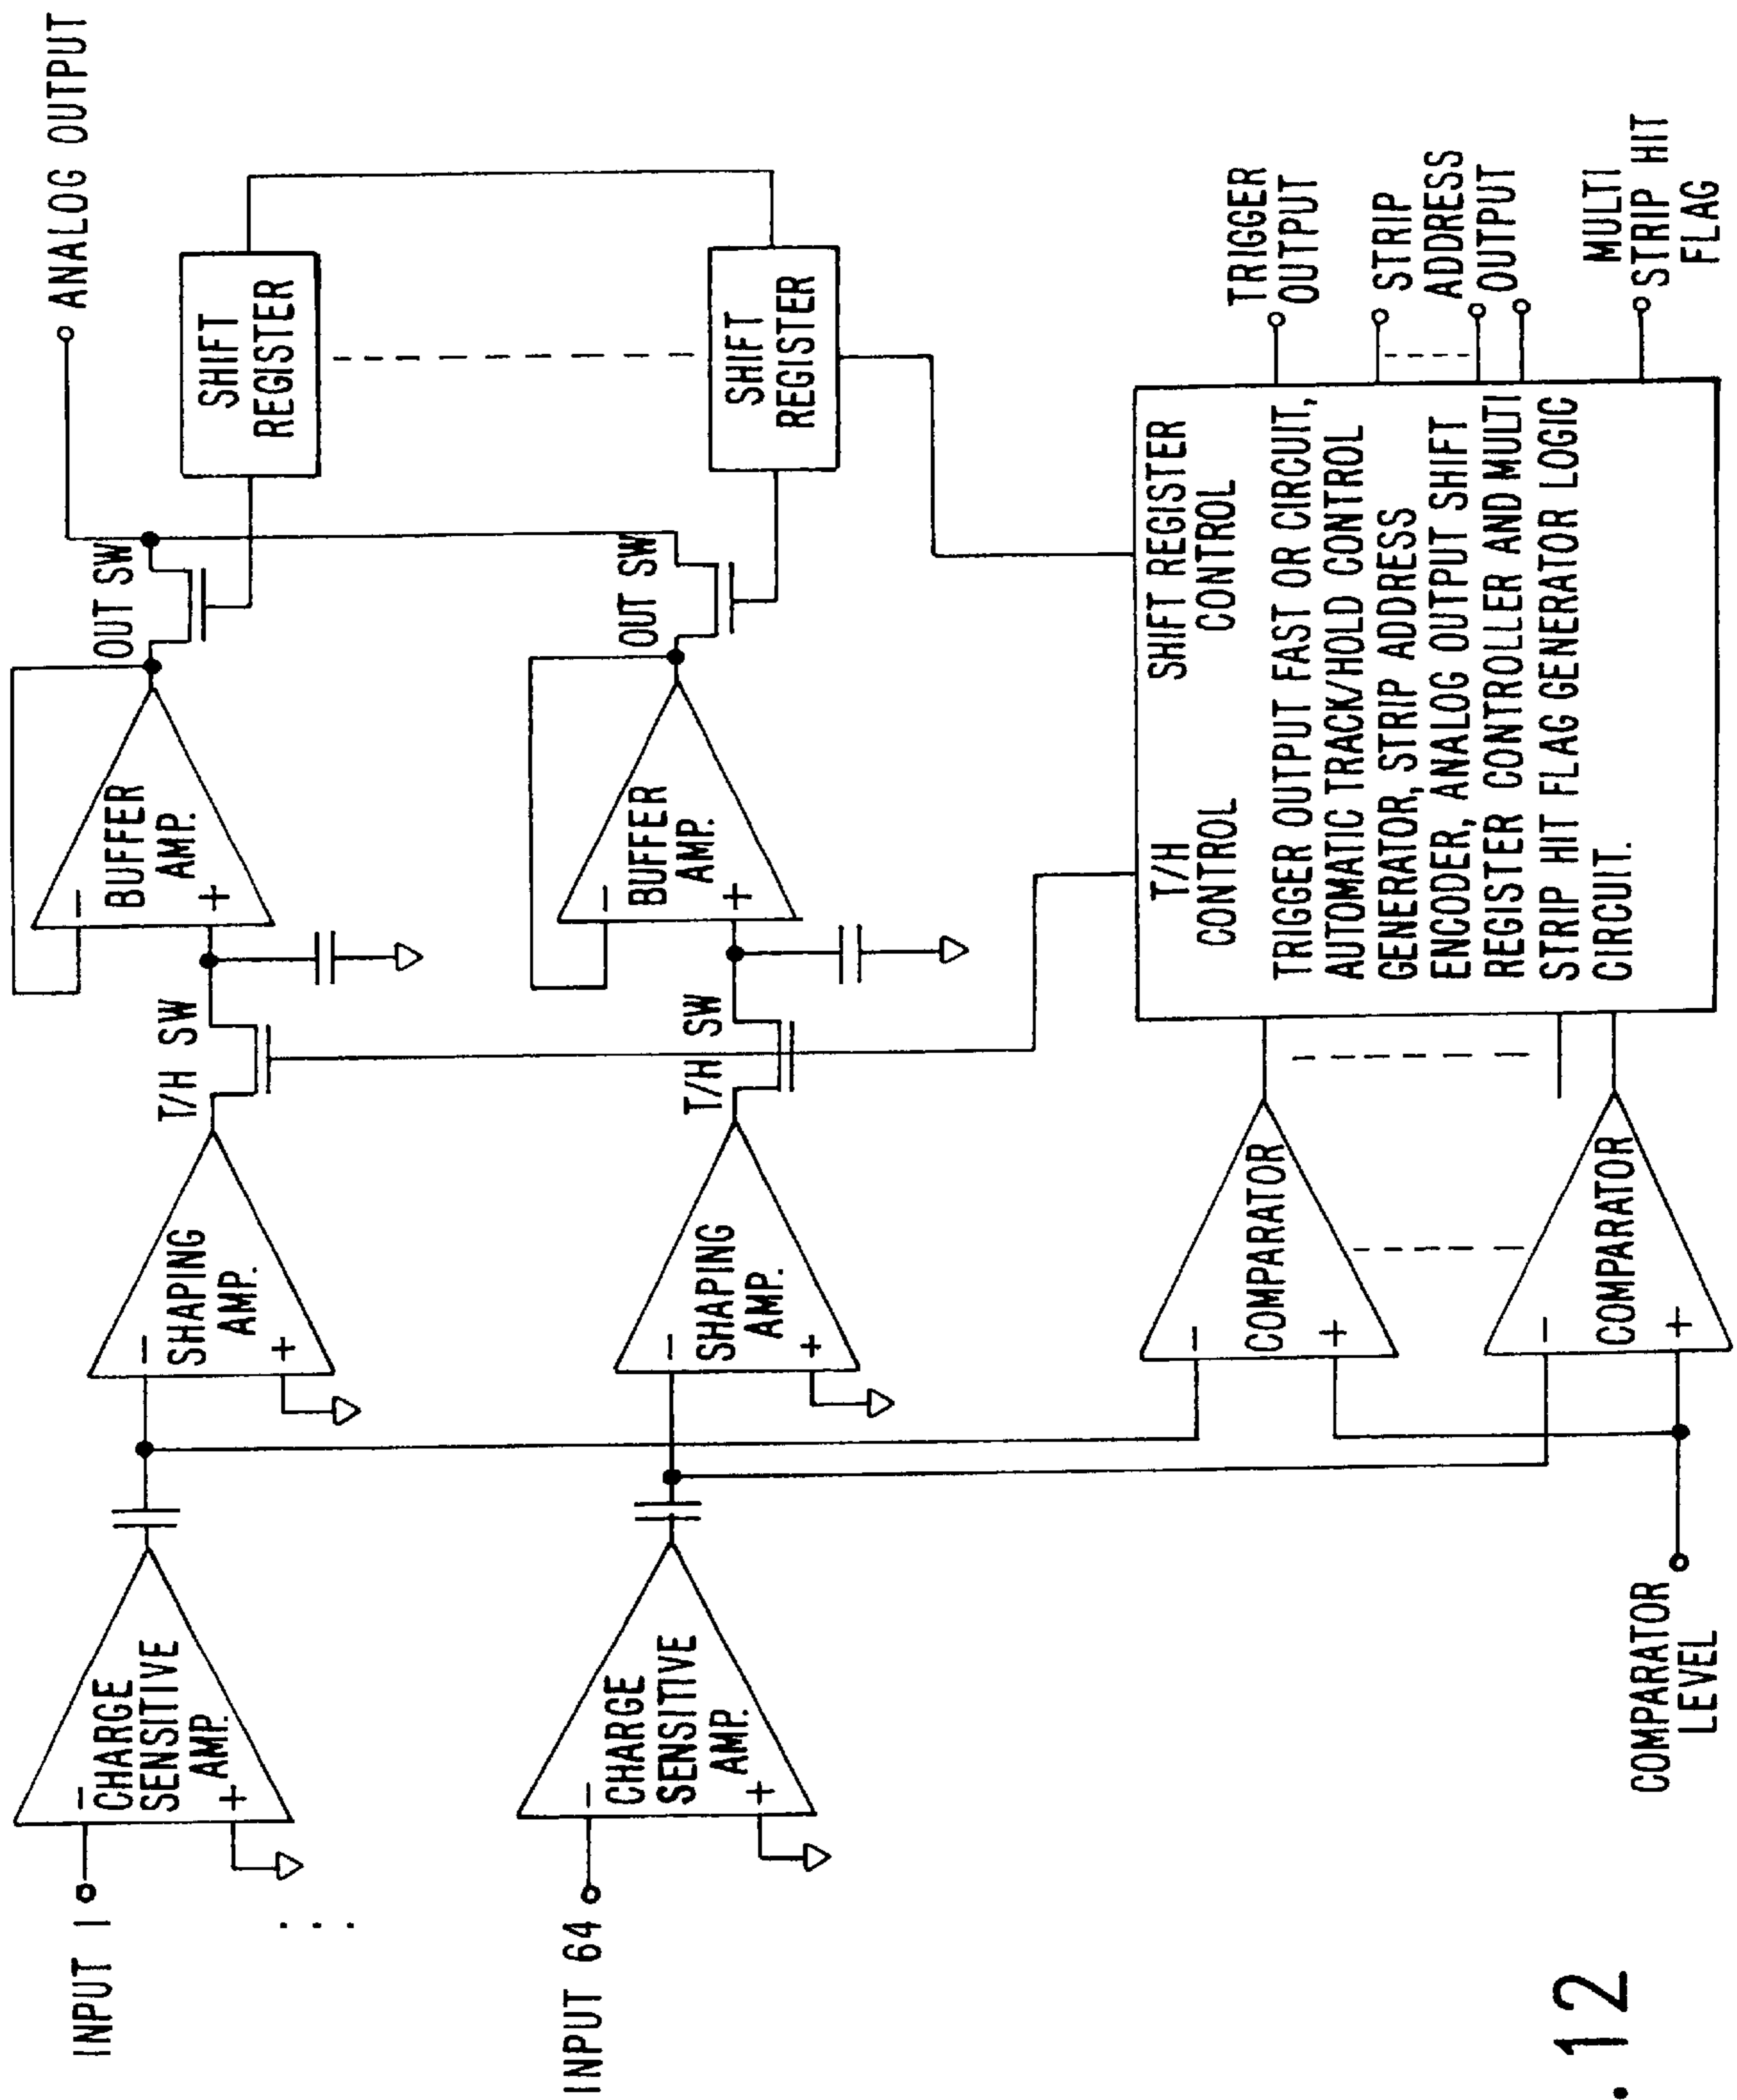 INPUT 1
CHARGE
SENSITIVE
AMP.
−
+
−
SHAPING
AMP.
+
T/H SW
−
BUFFER
AMP.
+
OUT SW
ANALOG OUTPUT
SHIFT
REGISTER
INPUT 64
−
CHARGE
SENSITIVE
AMP.
+
−
SHAPING
AMP.
+
T/H SW
−
BUFFER
AMP.
+
OUT SW
SHIFT
REGISTER
−
COMPARATOR
+
−
COMPARATOR
+
COMPARATOR
LEVEL
T/H
CONTROL
SHIFT REGISTER
CONTROL
TRIGGER OUTPUT FAST OR CIRCUIT,
AUTOMATIC TRACK/HOLD CONTROL
GENERATOR, STRIP ADDRESS
ENCODER, ANALOG OUTPUT SHIFT
REGISTER CONTROLLER AND MULTI
STRIP HIT FLAG GENERATOR LOGIC
CIRCUIT.
TRIGGER
OUTPUT
STRIP
ADDRESS
OUTPUT
MULTI
STRIP HIT
FLAG
. 12